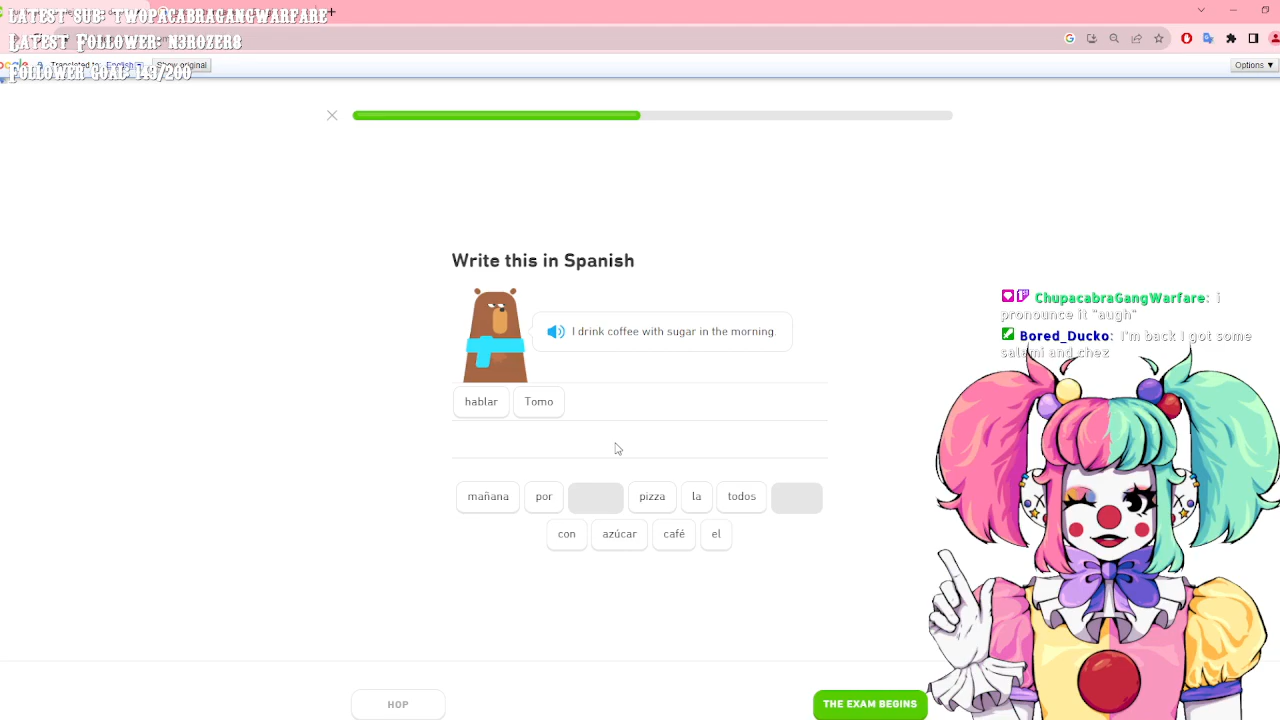 Latest Sub: twopacabragangwarfare
Latest Follower: n3rozer8
Follower Goal: 149/200
Translated to: English
Show original
Options ▼
Write this in Spanish
I drink coffee with sugar in the morning.
hablar Tomo
mañana por pizza la todos
con azúcar café el
HOP
THE EXAM BEGINS
ChupacabraGangWarfare: i
pronounce it "augh"
Bored_Ducko: I'm back I got some
salami and chez